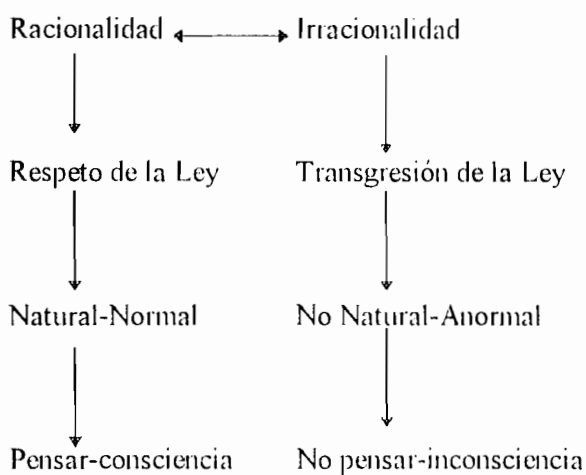 Racionalidad Irracionalidad
Respeto de la Ley Transgresión de la Ley
Natural-Normal No Natural-Anormal
Pensar-consciencia No pensar-inconsciencia